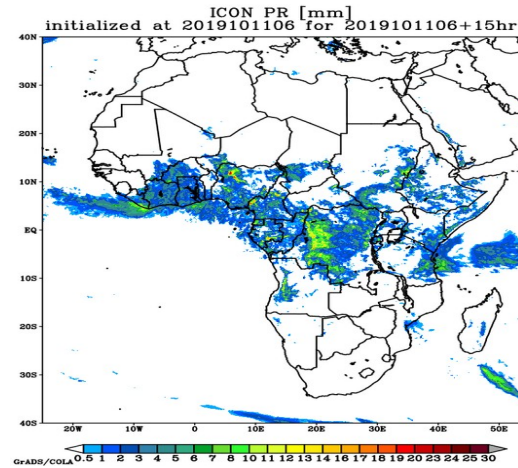 ICON PR [mm]
initialized at 2019101106 for 2019101106+15hr
40N
30N
20N
10N
EQ
10S
20S
30S
40S
20W 10W 0 10E 20E 30E 40E 50E
0.5 1 2 3 4 5 6 7 8 9 10 11 12 13 14 16 17 18 19 20 23 24 25 30
GrADS/COLA